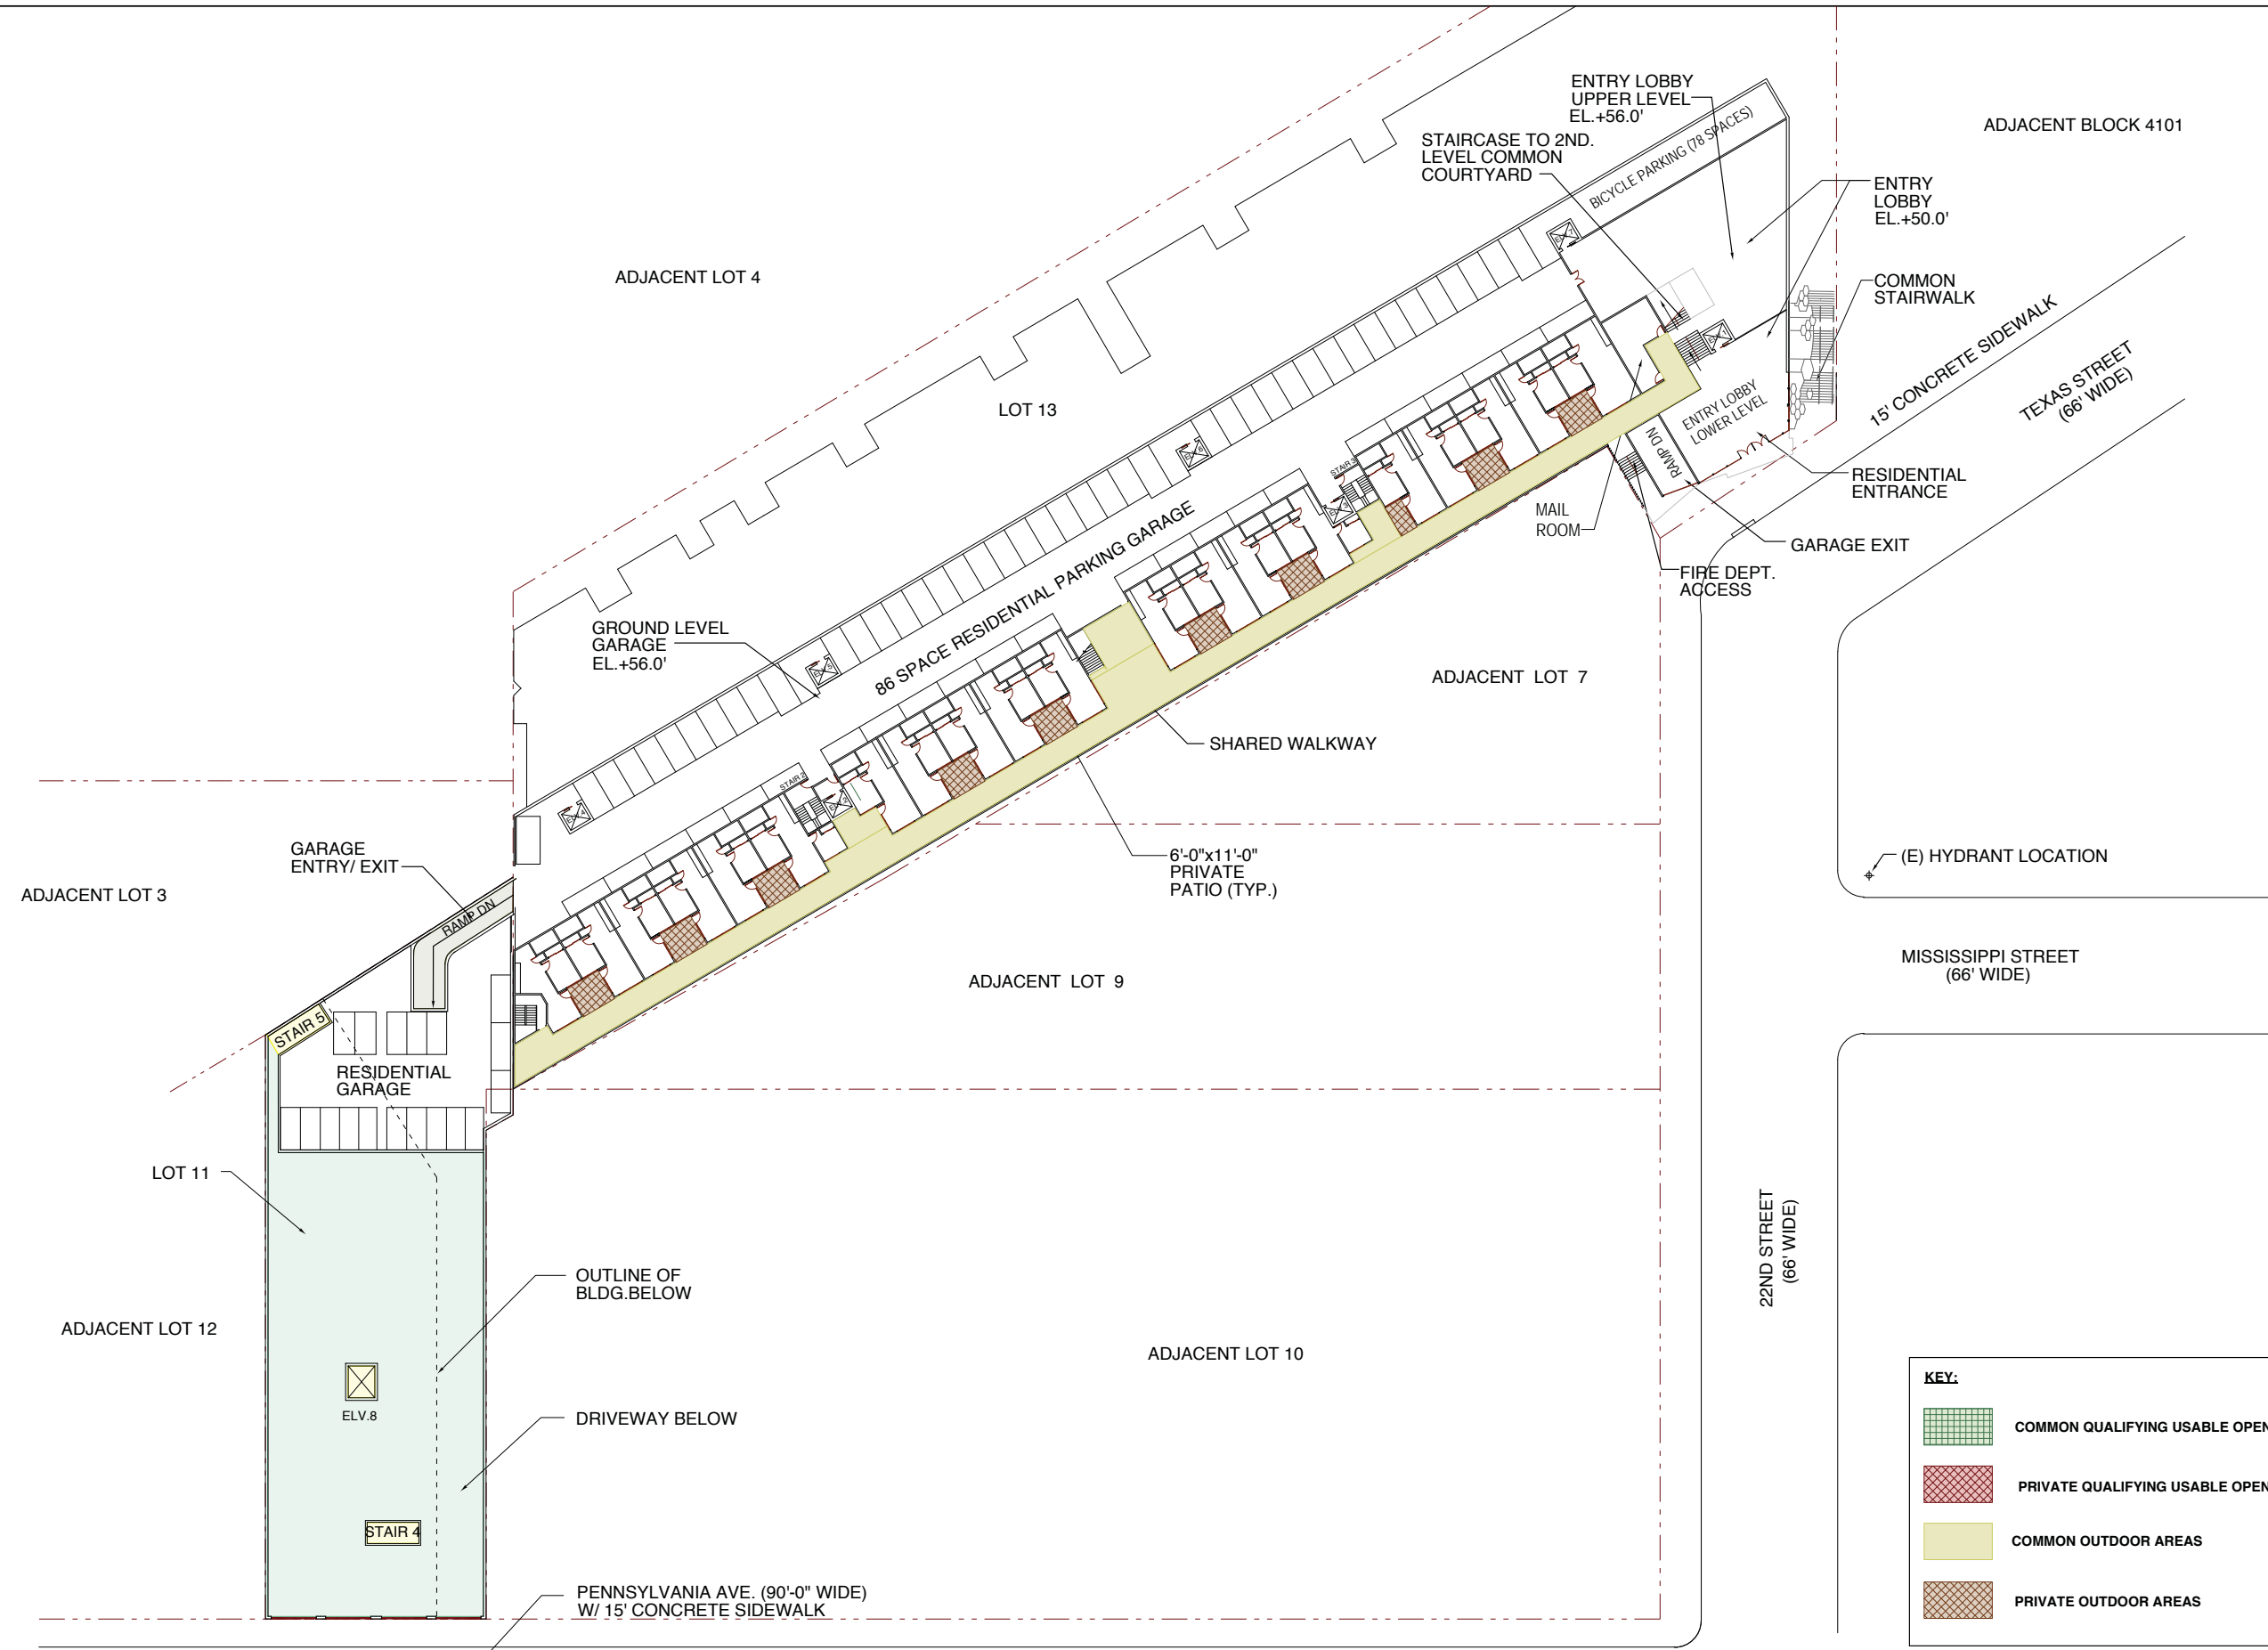 ENTRY LOBBY
UPPER LEVEL
EL.+56.0'
STAIRCASE TO 2ND.
LEVEL COMMON
COURTYARD
BICYCLE PARKING (78 SPACES)
ADJACENT BLOCK 4101
ENTRY
LOBBY
EL.+50.0'
COMMON
STAIRWALK
ADJACENT LOT 4
LOT 13
15' CONCRETE SIDEWALK
TEXAS STREET
(66' WIDE)
ENTRY LOBBY
LOWER LEVEL
RAMP DN
RESIDENTIAL
ENTRANCE
MAIL
ROOM
GARAGE EXIT
FIRE DEPT.
ACCESS
STAIR 3
86 SPACE RESIDENTIAL PARKING GARAGE
GROUND LEVEL
GARAGE
EL.+56.0'
ADJACENT LOT 7
SHARED WALKWAY
STAIR 2
6'-0"x11'-0"
PRIVATE
PATIO (TYP.)
GARAGE
ENTRY/ EXIT
RAMP DN
ADJACENT LOT 3
(E) HYDRANT LOCATION
MISSISSIPPI STREET
(66' WIDE)
ADJACENT LOT 9
STAIR 5
RESIDENTIAL
GARAGE
LOT 11
OUTLINE OF
BLDG.BELOW
22ND STREET
(66' WIDE)
ADJACENT LOT 12
ADJACENT LOT 10
ELV.8
DRIVEWAY BELOW
STAIR 4
PENNSYLVANIA AVE. (90'-0" WIDE)
W/ 15' CONCRETE SIDEWALK
KEY:
COMMON QUALIFYING USABLE OPEN
PRIVATE QUALIFYING USABLE OPEN
COMMON OUTDOOR AREAS
PRIVATE OUTDOOR AREAS